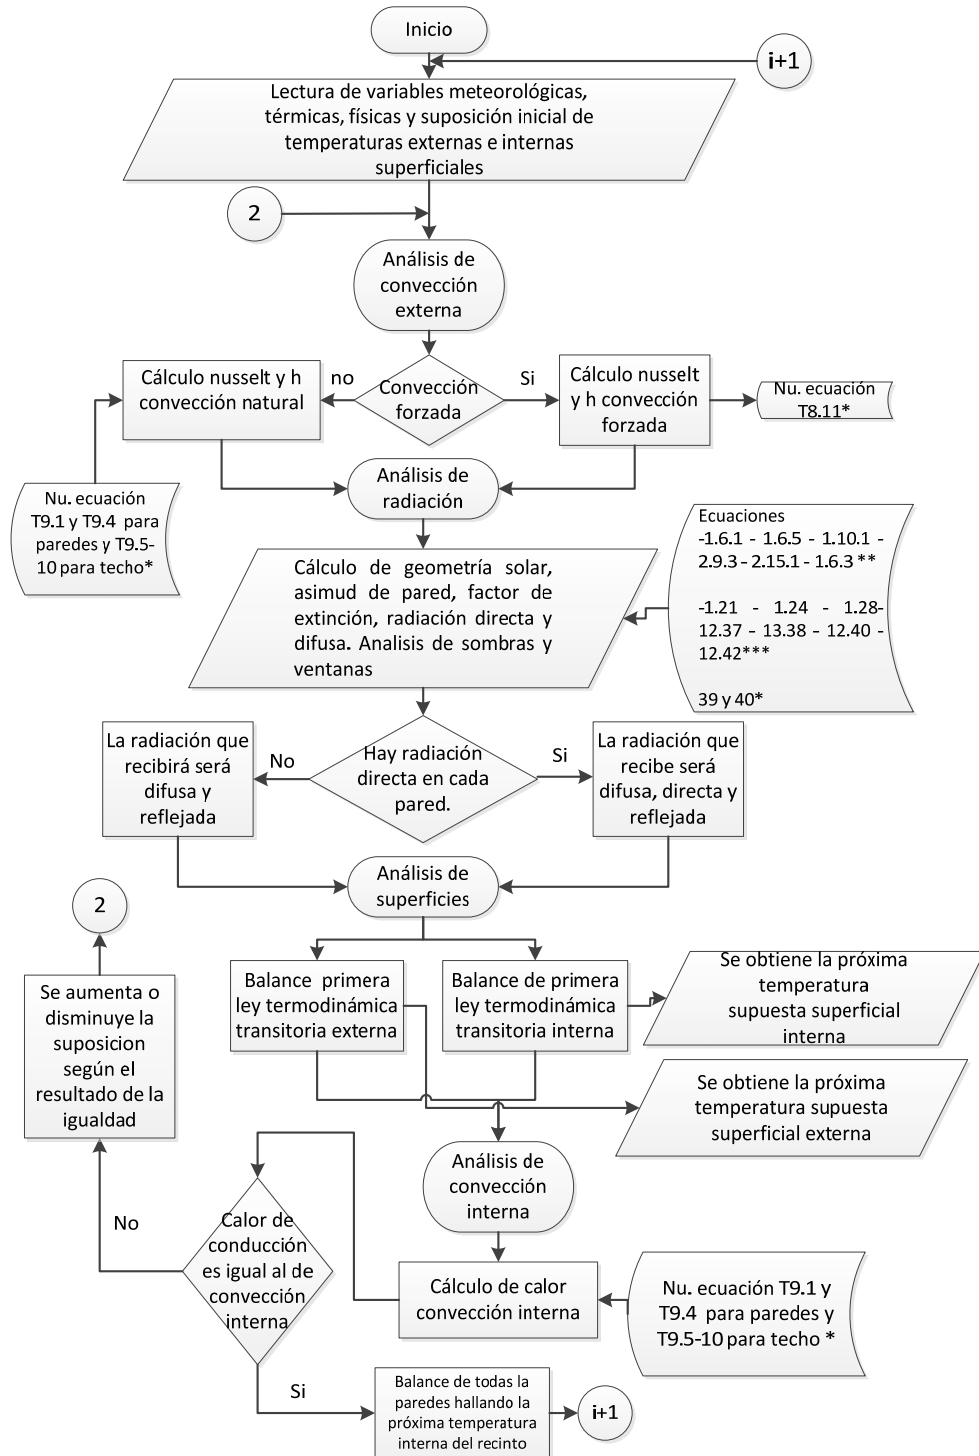 Inicio
i+1
Lectura de variables meteorológicas,
térmicas, físicas y suposición inicial de
temperaturas externas e internas
superficiales
2
Análisis de
convección
externa
Cálculo nusselt y h
convección natural
no
Convección
forzada
Si
Cálculo nusselt
y h convección
forzada
Nu. ecuación
T8.11*
Nu. ecuación
T9.1 y T9.4 para
paredes y T9.5-
10 para techo*
Análisis de
radiación
Cálculo de geometría solar,
asimud de pared, factor de
extinción, radiación directa y
difusa. Analisis de sombras y
ventanas
Ecuaciones
-1.6.1 - 1.6.5 - 1.10.1 -
2.9.3 - 2.15.1 - 1.6.3 **
-1.21 - 1.24 - 1.28-
12.37 - 13.38 - 12.40 -
12.42***
39 y 40*
La radiación que
recibirá será
difusa y
reflejada
No
Hay radiación
directa en cada
pared.
Si
La radiación que
recibe será
difusa, directa y
reflejada
Análisis de
superficies
2
Se aumenta o
disminuye la
suposicion
según el
resultado de la
igualdad
Balance primera
ley termodinámica
transitoria externa
Balance de primera
ley termodinámica
transitoria interna
Se obtiene la próxima
temperatura
supuesta superficial
interna
Se obtiene la próxima
temperatura supuesta
superficial externa
Análisis de
convección
interna
No
Calor de
conducción
es igual al de
convección
interna
Cálculo de calor
convección interna
Nu. ecuación T9.1 y
T9.4 para paredes y
T9.5-10 para techo *
Si
Balance de todas la
paredes hallando la
próxima temperatura
interna del recinto
i+1